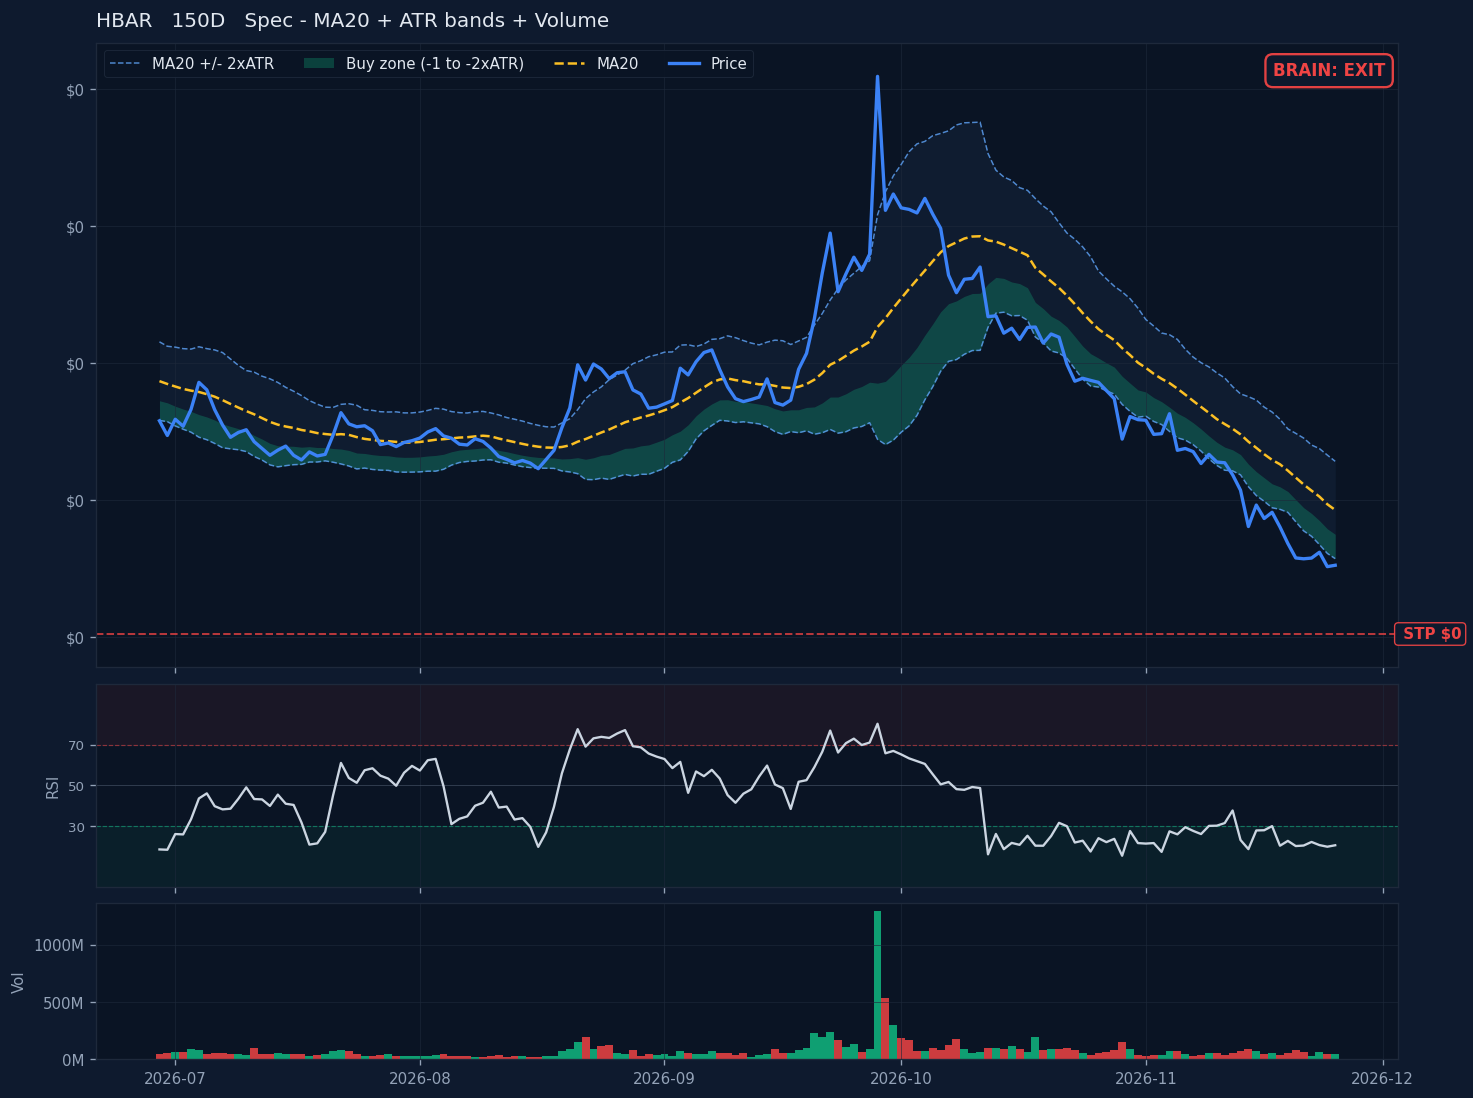 HBAR   150D   Spec - MA20 + ATR bands + Volume
MA20 +/- 2xATR
Buy zone (-1 to -2xATR)
MA20
Price
BRAIN: EXIT
$0
$0
$0
$0
$0
STP $0
RSI
70
50
30
Vol
1000M
500M
0M
2026-07
2026-08
2026-09
2026-10
2026-11
2026-12